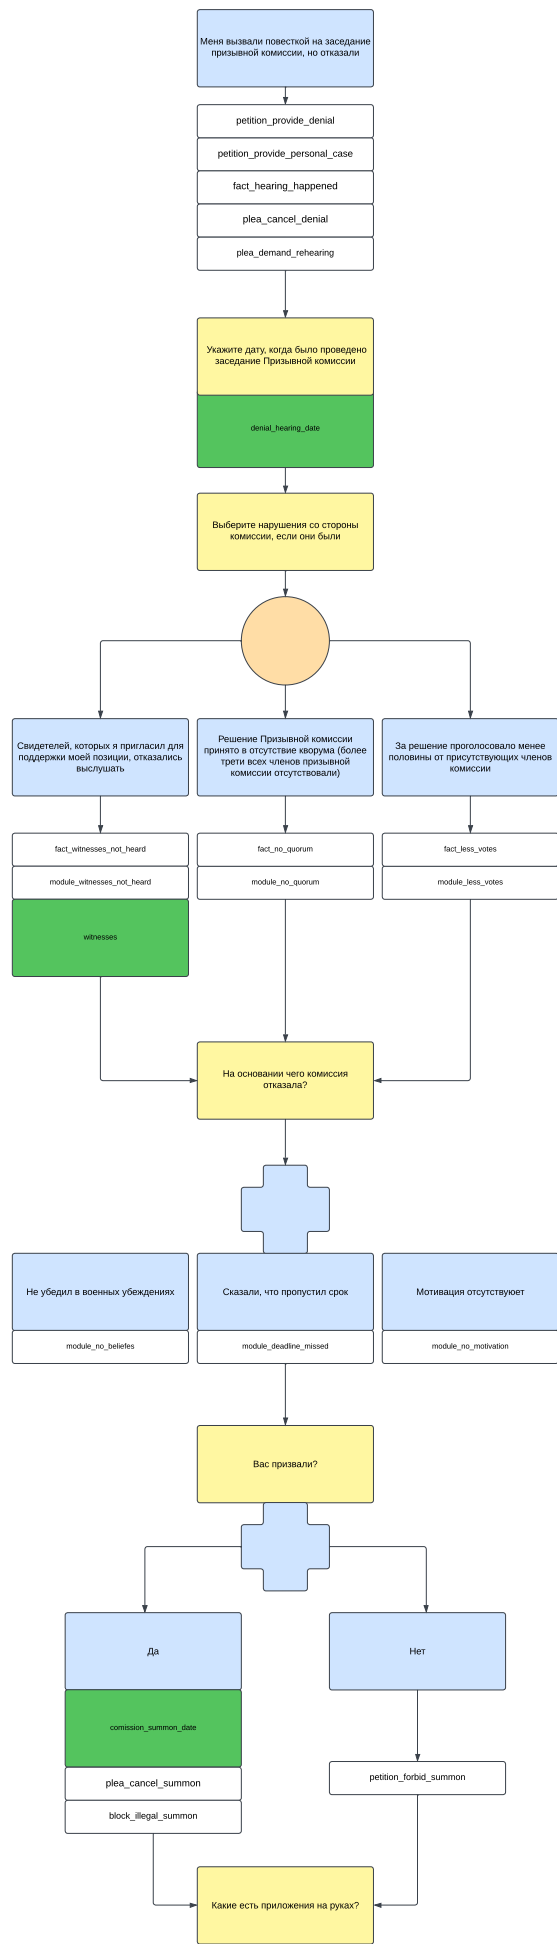 Меня вызвали повесткой на заседание
призывной комиссии, но отказали
petition_provide_denial
petition_provide_personal_case
fact_hearing_happened
plea_cancel_denial
plea_demand_rehearing
Укажите дату, когда было проведено
заседание Призывной комиссии
denial_hearing_date
Выберите нарушения со стороны
комиссии, если они были
Свидетелей, которых я пригласил для
поддержки моей позиции, отказались
выслушать
Решение Призывной комиссии
принято в отсутствие кворума (более
трети всех членов призывной
комиссии отсутствовали)
За решение проголосовало менее
половины от присутствующих членов
комиссии
fact_witnesses_not_heard
fact_no_quorum
fact_less_votes
module_witnesses_not_heard
module_no_quorum
module_less_votes
witnesses
На основании чего комиссия
отказала?
Не убедил в военных убеждениях
Сказали, что пропустил срок
Мотивация отсутствуюет
module_no_beliefes
module_deadline_missed
module_no_motivation
Вас призвали?
Да
Нет
comission_summon_date
plea_cancel_summon
petition_forbid_summon
block_illegal_summon
Какие есть приложения на руках?